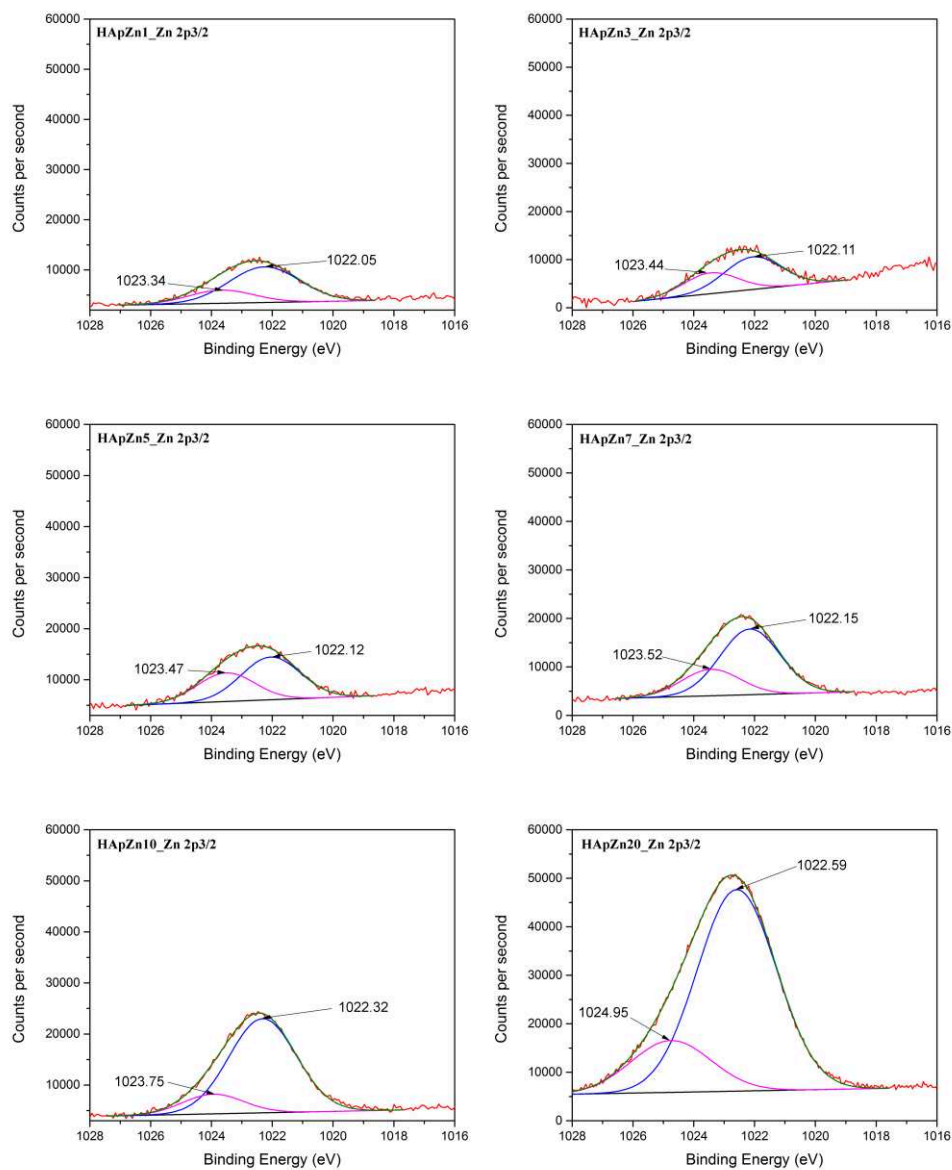 HApZn1_Zn 2p3/2
60000
50000
40000
30000
20000
10000
Counts per second
1023.34
1022.05
1028 1026 1024 1022 1020 1018 1016
Binding Energy (eV)
HApZn3_Zn 2p3/2
60000
50000
40000
30000
20000
10000
0
Counts per second
1023.44
1022.11
1028 1026 1024 1022 1020 1018 1016
Binding Energy (eV)
HApZn5_Zn 2p3/2
60000
50000
40000
30000
20000
10000
Counts per second
1023.47
1022.12
1028 1026 1024 1022 1020 1018 1016
Binding Energy (eV)
HApZn7_Zn 2p3/2
60000
50000
40000
30000
20000
10000
0
Counts per second
1023.52
1022.15
1028 1026 1024 1022 1020 1018 1016
Binding Energy (eV)
HApZn10_Zn 2p3/2
60000
50000
40000
30000
20000
10000
Counts per second
1023.75
1022.32
1028 1026 1024 1022 1020 1018 1016
Binding Energy (eV)
HApZn20_Zn 2p3/2
60000
50000
40000
30000
20000
10000
0
Counts per second
1024.95
1022.59
1028 1026 1024 1022 1020 1018 1016
Binding Energy (eV)